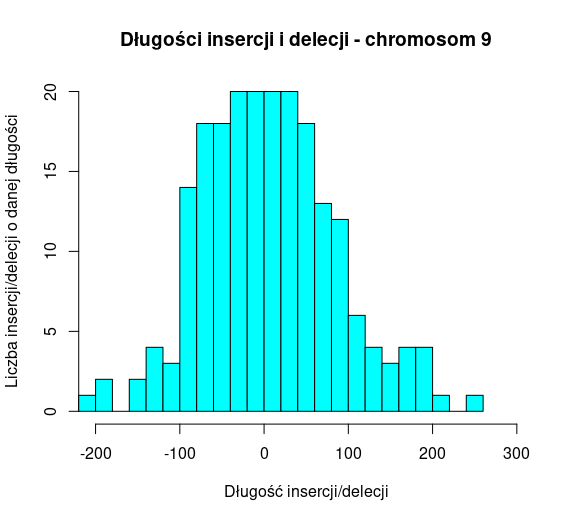 Długości insercji i delecji - chromosom 9
Liczba insercji/delecji o danej długości
20
15
10
5
0
-200 -100 0 100 200 300
Długość insercji/delecji